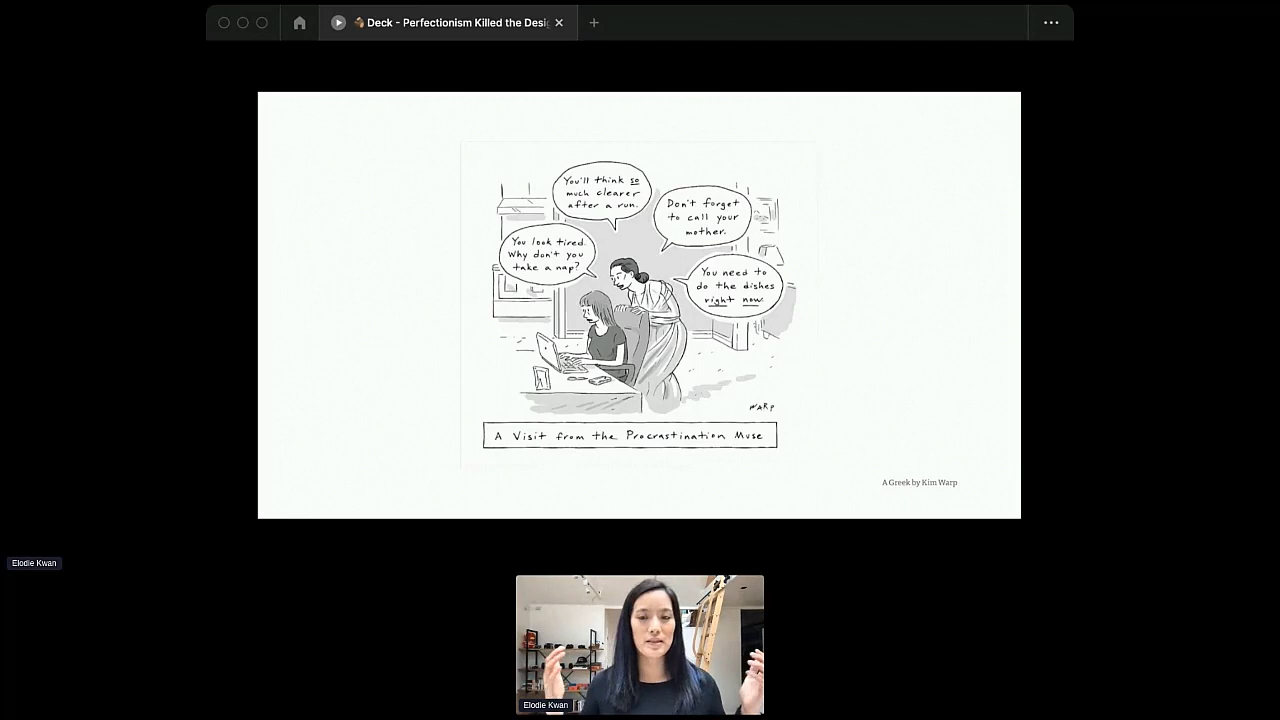 Deck - Perfectionism Killed the Desig
You'll think so
much clearer
after a run.
Don't forget
to call your
mother.
You look tired.
Why don't you
take a nap?
You need to
do the dishes
right now.
WARP
A Visit from the Procrastination Muse
A Greek by Kim Warp
Elodie Kwan
Elodie Kwan